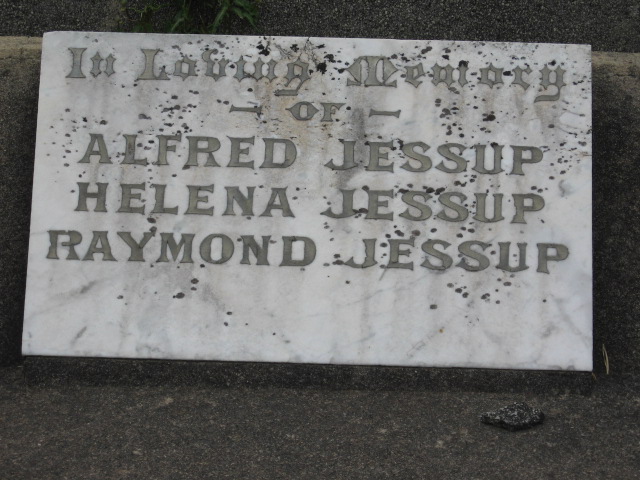 In Loving Memory
— OF —
ALFRED JESSUP
HELENA JESSUP
RAYMOND JESSUP